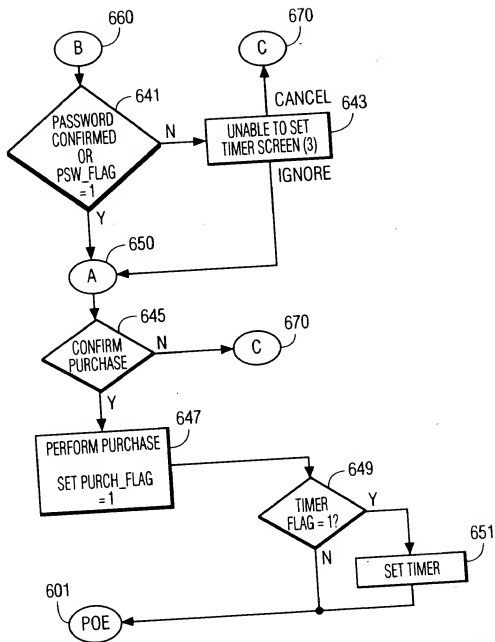 660
B
670
C
641
PASSWORD
CONFIRMED
OR
PSW_FLAG
= 1
N
CANCEL
643
UNABLE TO SET
TIMER SCREEN (3)
IGNORE
Y
650
A
645
CONFIRM
PURCHASE
N
670
C
Y
647
PERFORM PURCHASE
SET PURCH_FLAG
= 1
649
TIMER
FLAG = 1?
Y
N
651
SET TIMER
601
POE